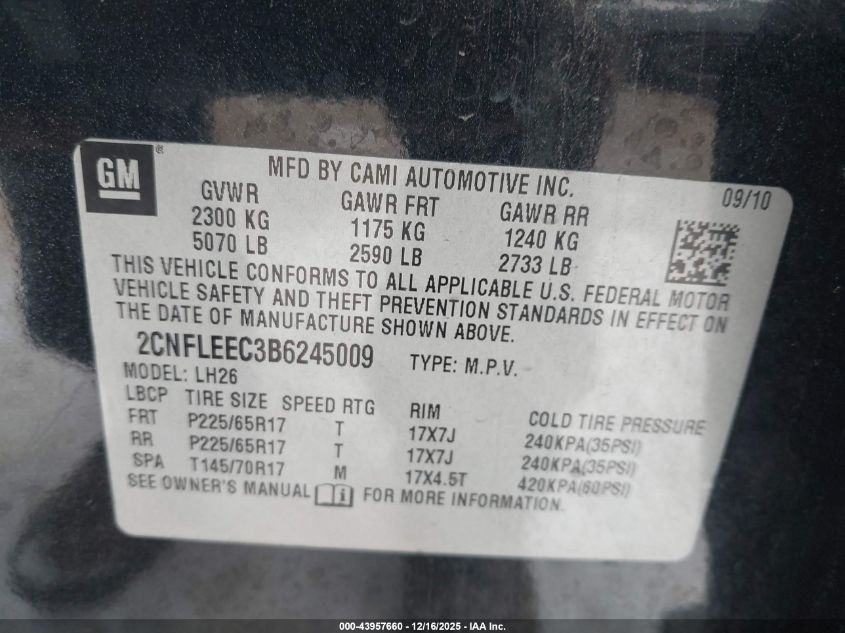 GM ®
MFD BY CAMI AUTOMOTIVE INC.
09/10
GVWR GAWR FRT GAWR RR
2300 KG 1175 KG 1240 KG
5070 LB 2590 LB 2733 LB
THIS VEHICLE CONFORMS TO ALL APPLICABLE U.S. FEDERAL MOTOR
VEHICLE SAFETY AND THEFT PREVENTION STANDARDS IN EFFECT ON
THE DATE OF MANUFACTURE SHOWN ABOVE.
2CNFLEEC3B6245009 TYPE: M.P.V.
MODEL: LH26
LBCP TIRE SIZE SPEED RTG RIM COLD TIRE PRESSURE
FRT P225/65R17 T 17X7J 240KPA(35PSI)
RR P225/65R17 T 17X7J 240KPA(35PSI)
SPA T145/70R17 M 17X4.5T 420KPA(60PSI)
SEE OWNER'S MANUAL i FOR MORE INFORMATION.
000-43957660 - 12/16/2025 - IAA Inc.